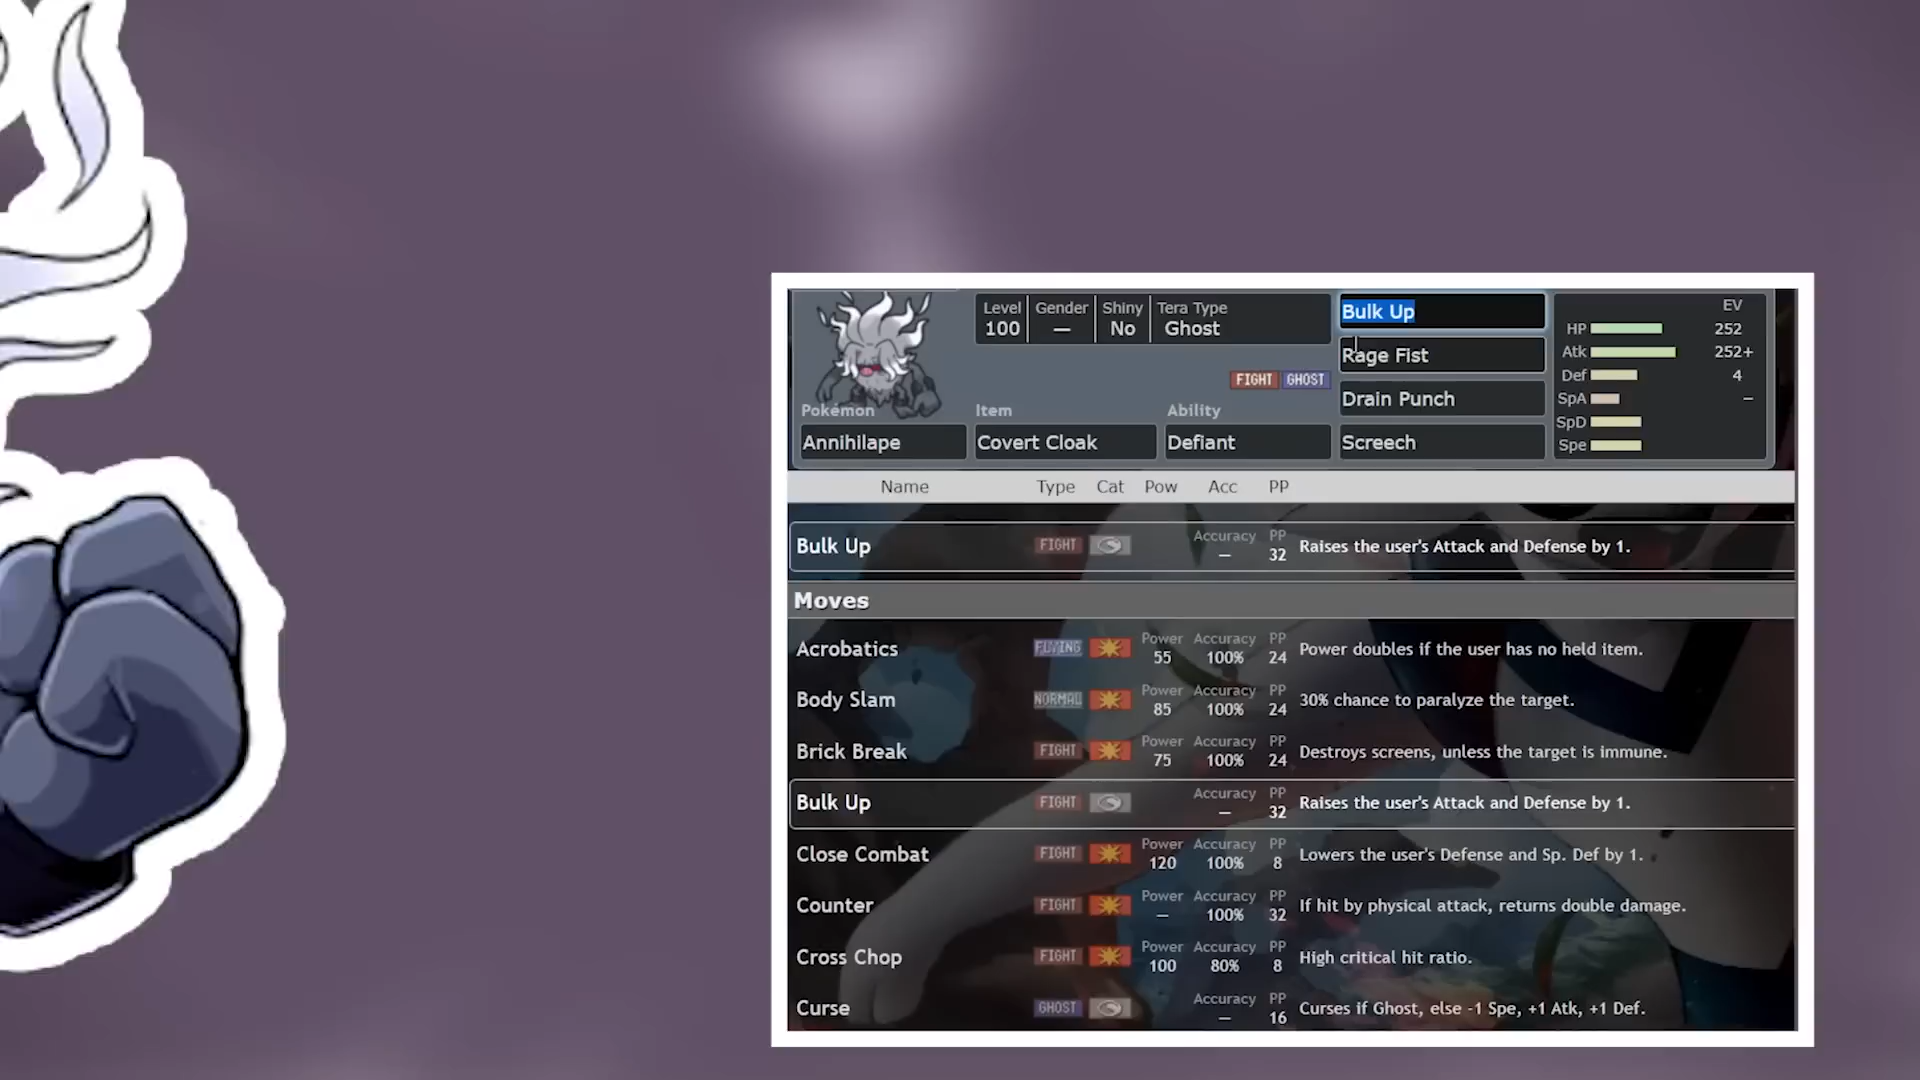 Level Gender Shiny Tera Type
100 — No Ghost
FIGHT GHOST
Pokémon Item Ability
Annihilape Covert Cloak Defiant
Bulk Up
Rage Fist
Drain Punch
Screech
EV
HP 252
Atk 252+
Def 4
SpA –
SpD
Spe
Name Type Cat Pow Acc PP
Bulk Up FIGHT Accuracy — PP 32 Raises the user's Attack and Defense by 1.
Moves
Acrobatics FLYING Power 55 Accuracy 100% PP 24 Power doubles if the user has no held item.
Body Slam NORMAL Power 85 Accuracy 100% PP 24 30% chance to paralyze the target.
Brick Break FIGHT Power 75 Accuracy 100% PP 24 Destroys screens, unless the target is immune.
Bulk Up FIGHT Accuracy — PP 32 Raises the user's Attack and Defense by 1.
Close Combat FIGHT Power 120 Accuracy 100% PP 8 Lowers the user's Defense and Sp. Def by 1.
Counter FIGHT Power — Accuracy 100% PP 32 If hit by physical attack, returns double damage.
Cross Chop FIGHT Power 100 Accuracy 80% PP 8 High critical hit ratio.
Curse GHOST Accuracy — PP 16 Curses if Ghost, else -1 Spe, +1 Atk, +1 Def.